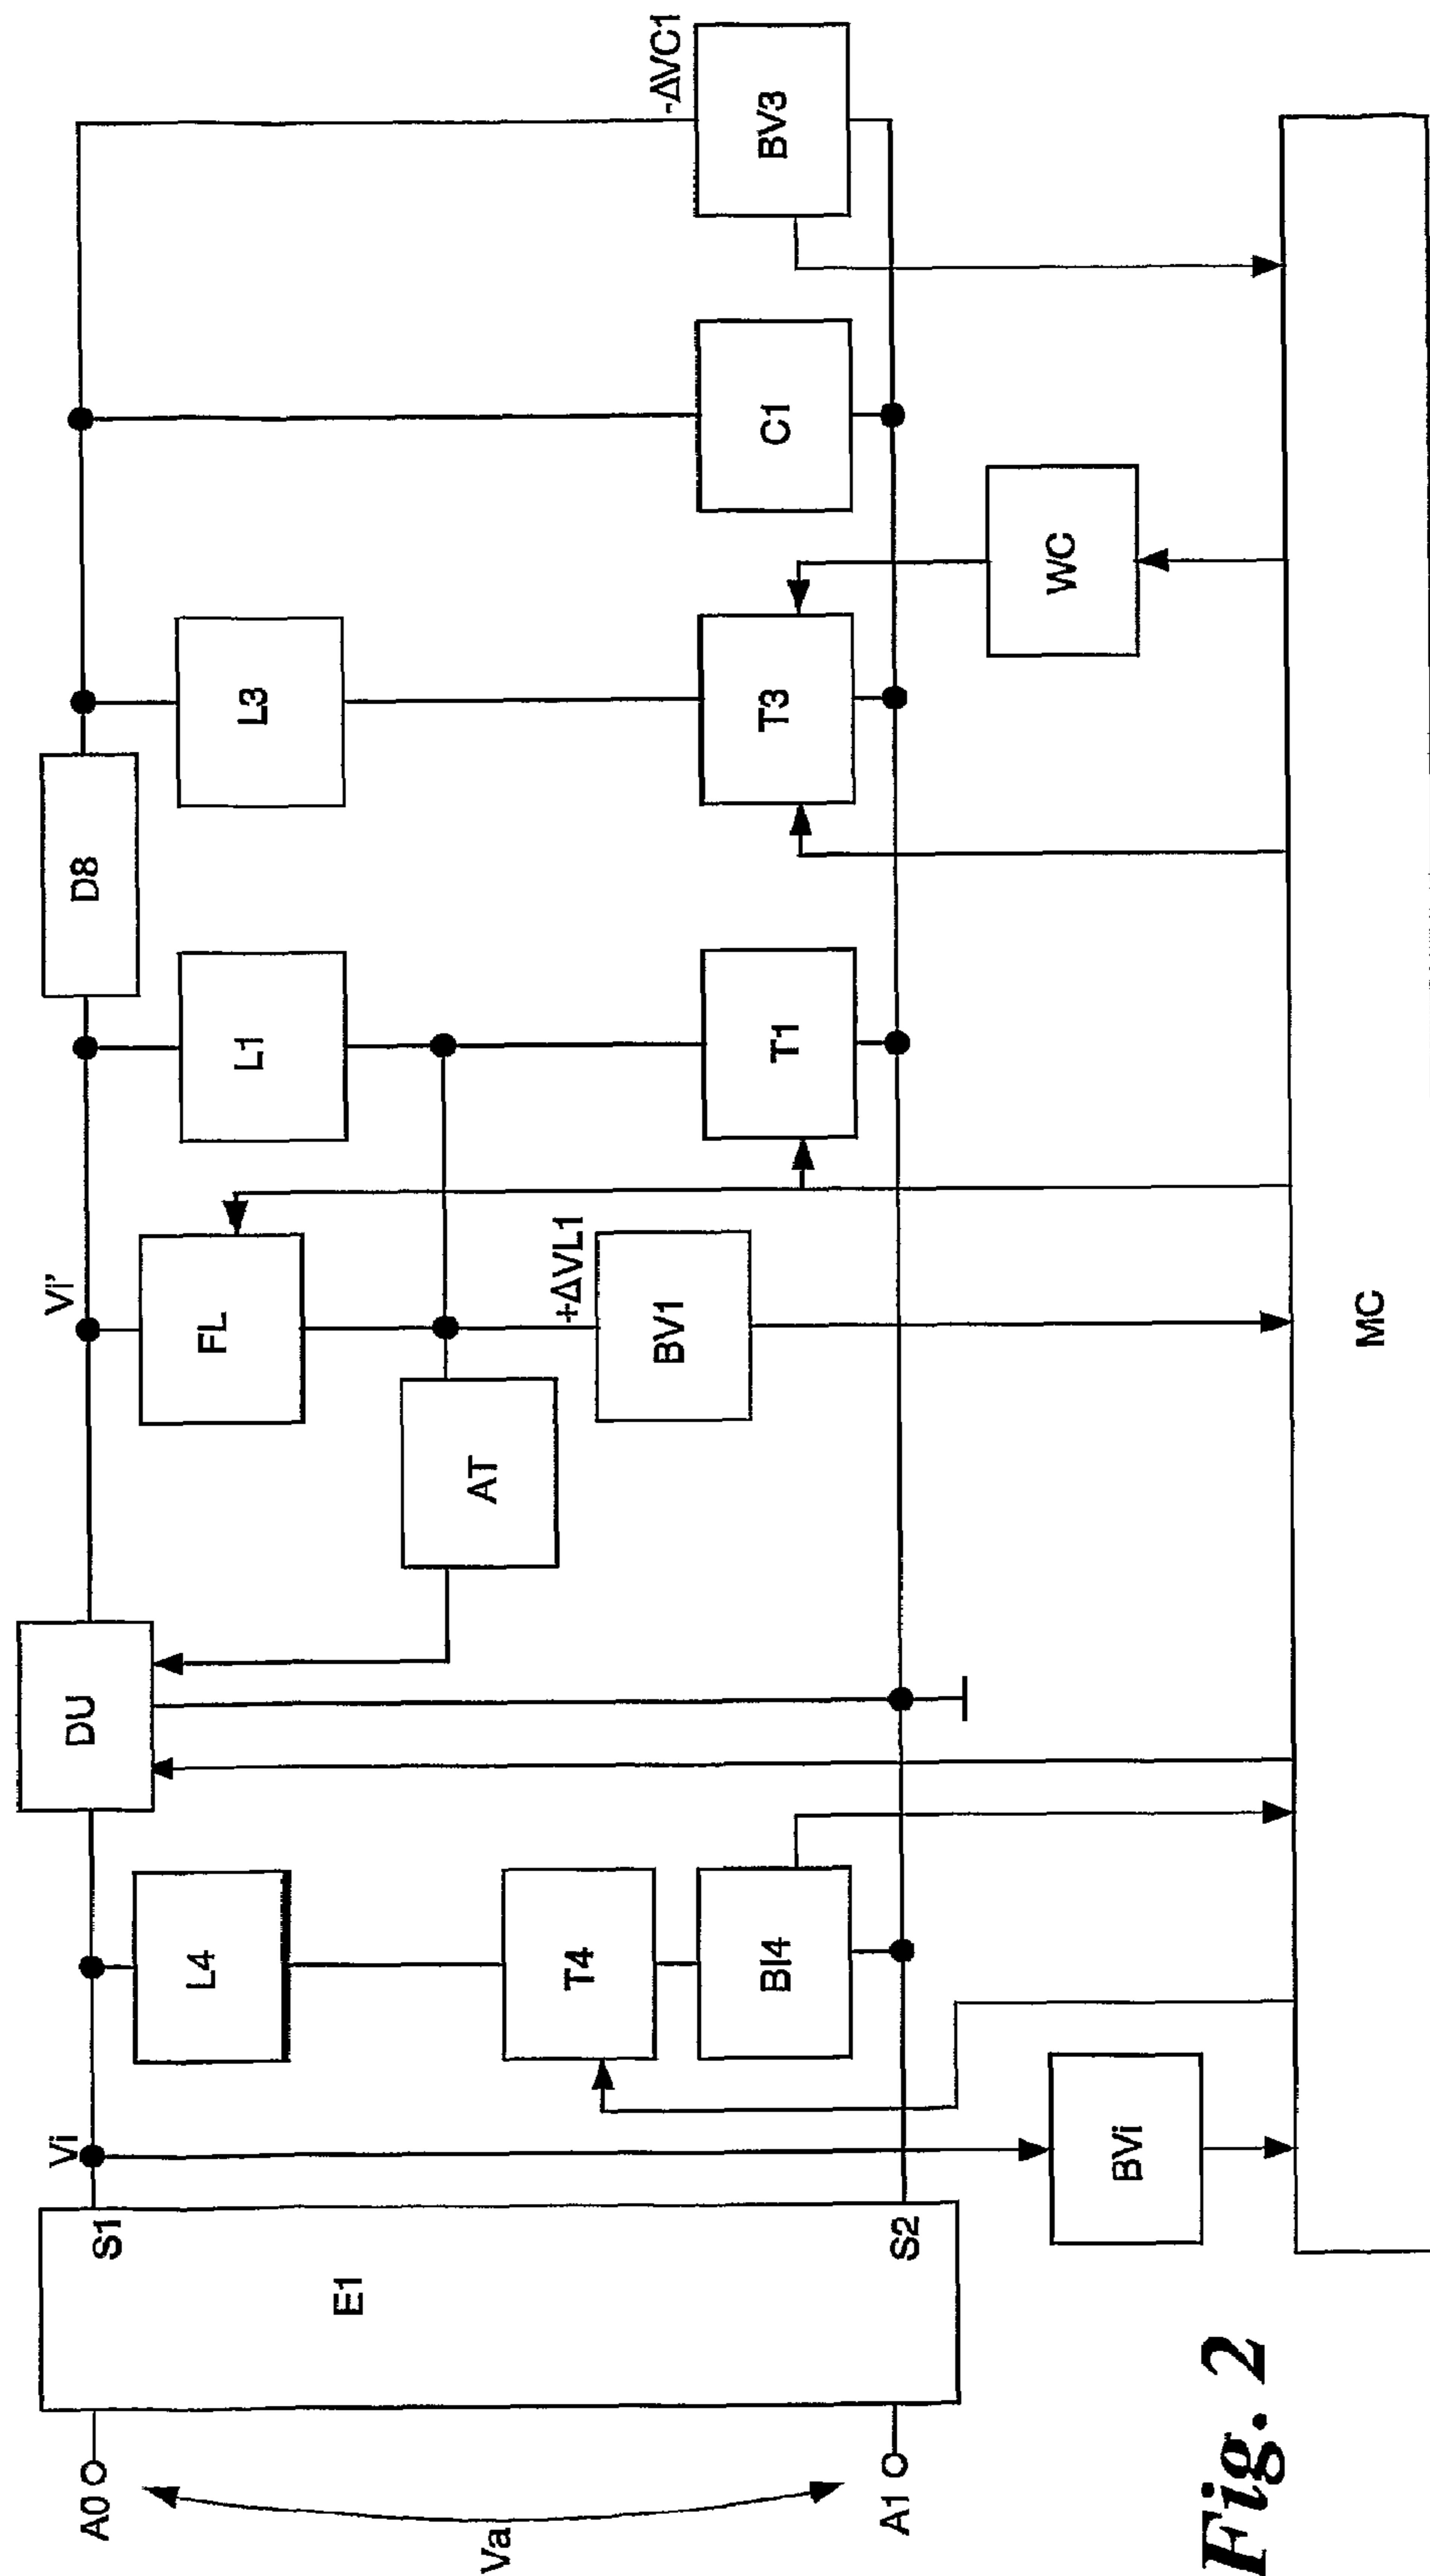 A0
Va
A1
E1
S1
S2
Vi
BVi
L4
T4
BI4
DU
AT
Vi'
FL
+ΔVL1
BV1
L1
T1
D8
L3
T3
WC
C1
-ΔVC1
BV3
MC
Fig. 2